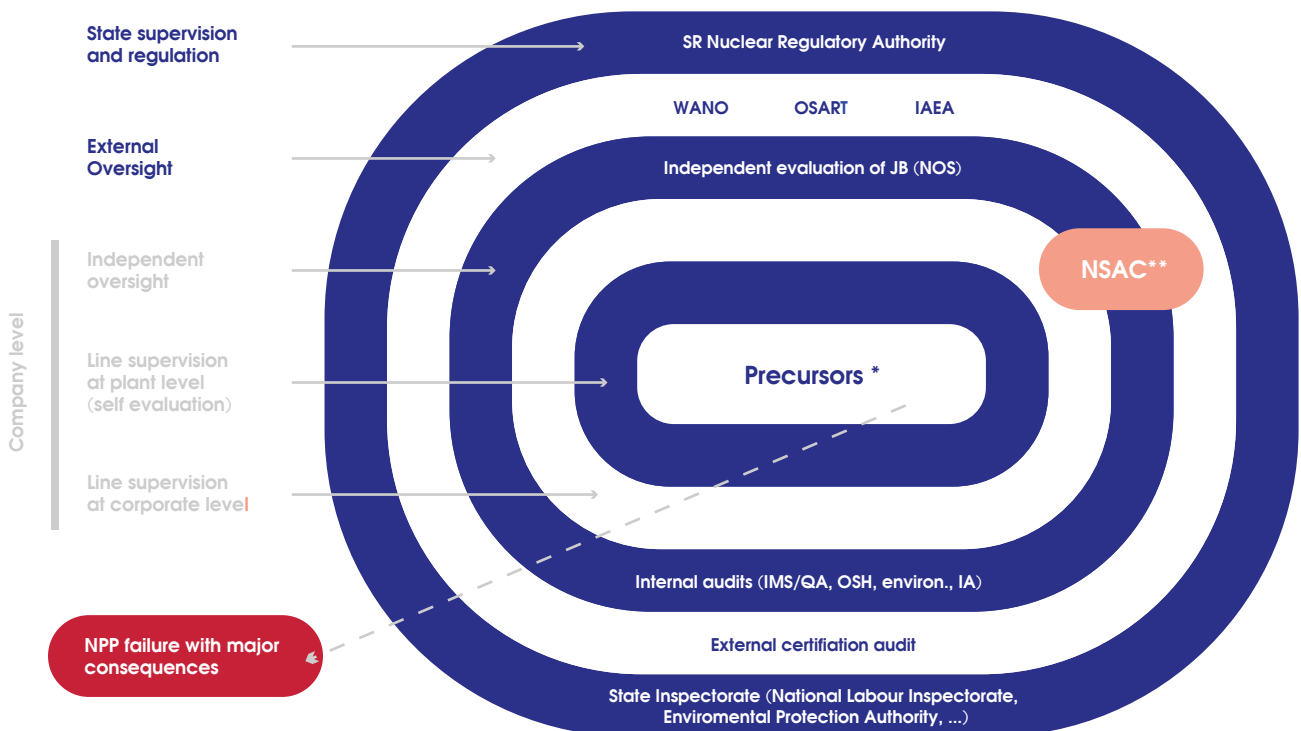 State supervision
and regulation
SR Nuclear Regulatory Authority
WANO OSART IAEA
External
Oversight
Independent evaluation of JB (NOS)
Independent
oversight
NSAC**
Company level
Line supervision
at plant level
(self evaluation)
Precursors *
Line supervision
at corporate level
Internal audits (IMS/QA, OSH, environ., IA)
NPP failure with major
consequences
External certifiation audit
State Inspectorate (National Labour Inspectorate,
Enviromental Protection Authority, ...)